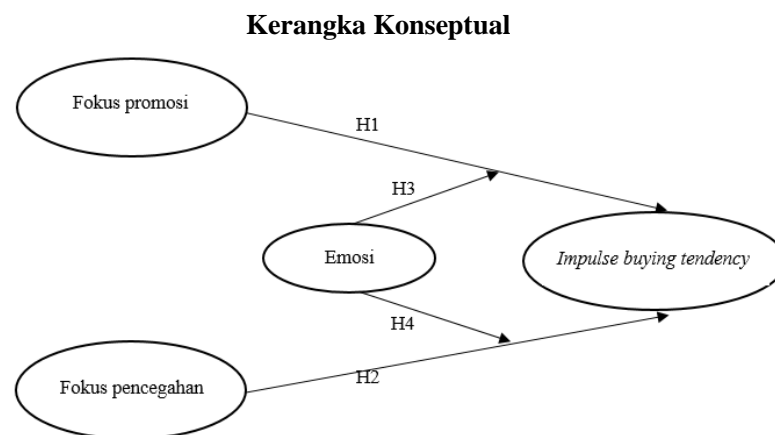 Kerangka Konseptual
Fokus promosi
H1
H3
Emosi
Impulse buying tendency
H4
H2
Fokus pencegahan